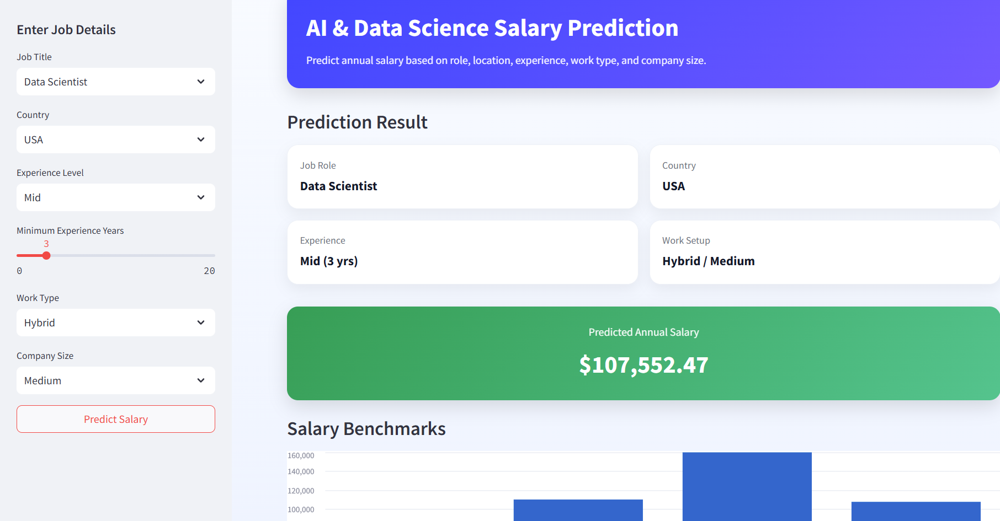 Enter Job Details
Job Title
Data Scientist
Country
USA
Experience Level
Mid
Minimum Experience Years
3
0 20
Work Type
Hybrid
Company Size
Medium
Predict Salary
AI & Data Science Salary Prediction
Predict annual salary based on role, location, experience, work type, and company size.
Prediction Result
Job Role
Data Scientist
Country
USA
Experience
Mid (3 yrs)
Work Setup
Hybrid / Medium
Predicted Annual Salary
$107,552.47
Salary Benchmarks
160,000
140,000
120,000
100,000